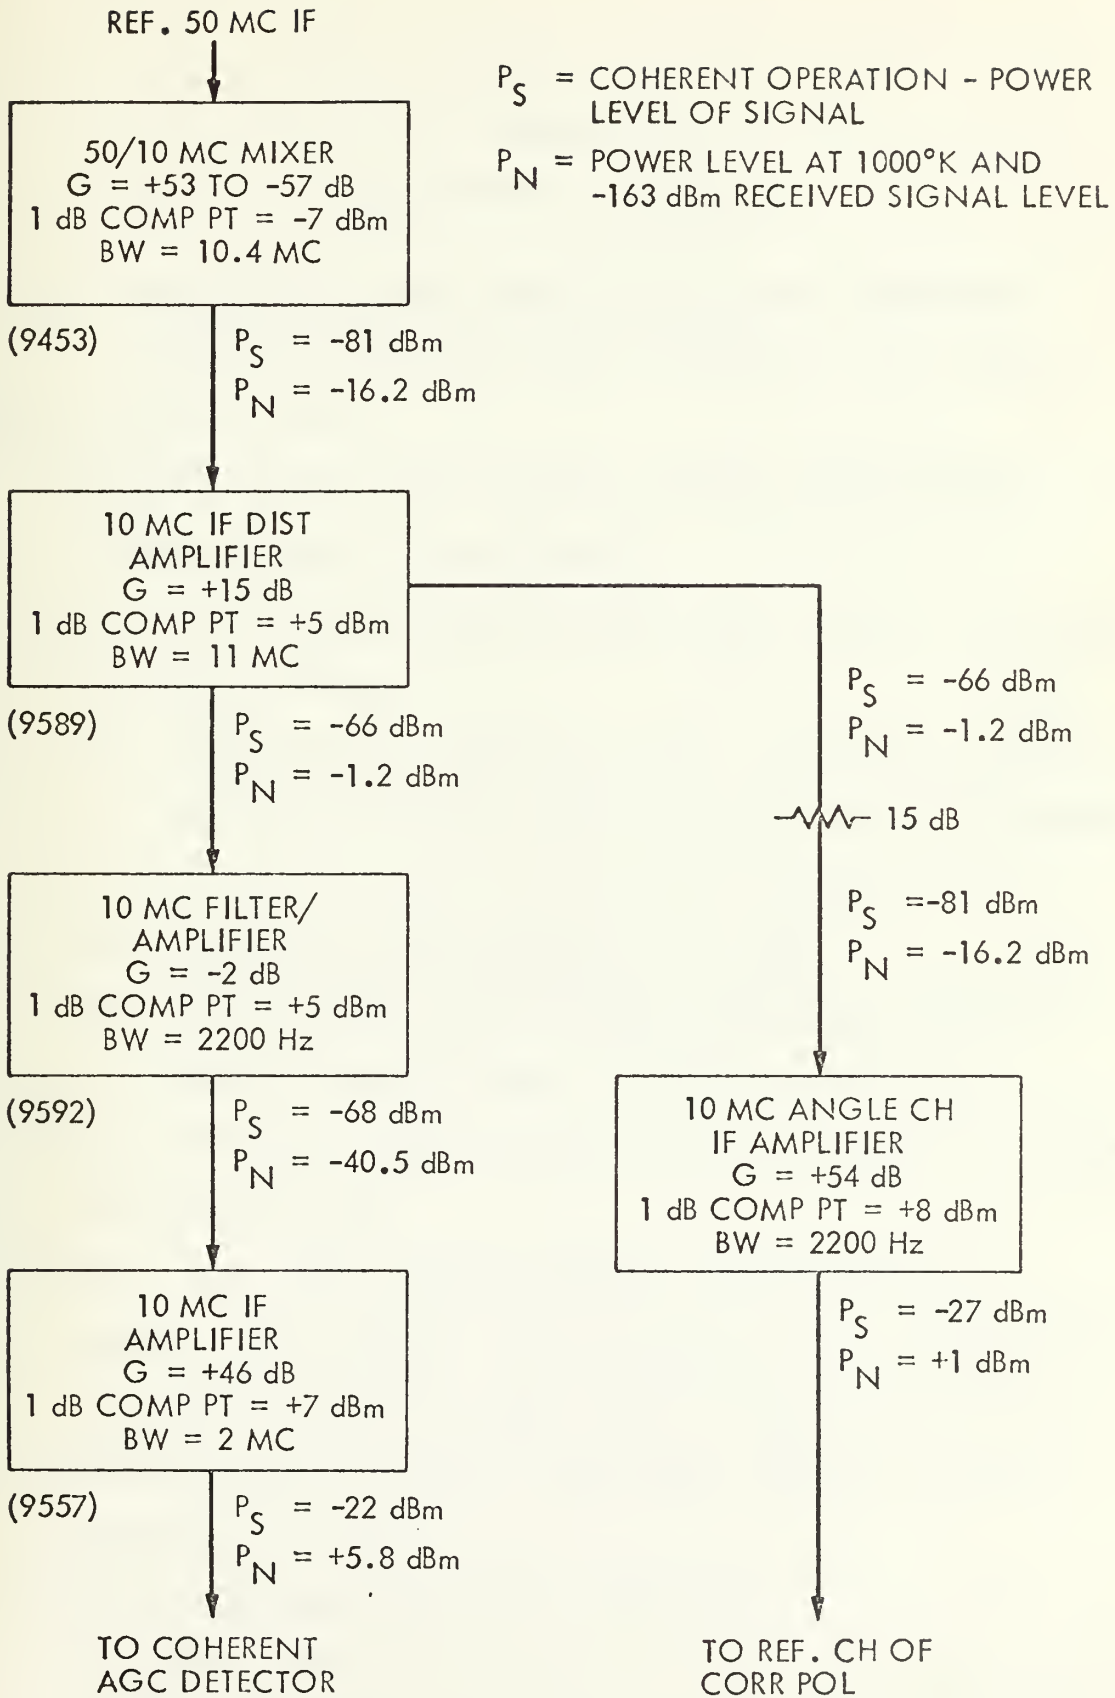 REF. 50 MC IF
P_S = COHERENT OPERATION - POWER
LEVEL OF SIGNAL
P_N = POWER LEVEL AT 1000°K AND
-163 dBm RECEIVED SIGNAL LEVEL
50/10 MC MIXER
G = +53 TO -57 dB
1 dB COMP PT = -7 dBm
BW = 10.4 MC
(9453)
P_S = -81 dBm
P_N = -16.2 dBm
10 MC IF DIST
AMPLIFIER
G = +15 dB
1 dB COMP PT = +5 dBm
BW = 11 MC
(9589)
P_S = -66 dBm
P_N = -1.2 dBm
10 MC FILTER/
AMPLIFIER
G = -2 dB
1 dB COMP PT = +5 dBm
BW = 2200 Hz
(9592)
P_S = -68 dBm
P_N = -40.5 dBm
10 MC IF
AMPLIFIER
G = +46 dB
1 dB COMP PT = +7 dBm
BW = 2 MC
(9557)
P_S = -22 dBm
P_N = +5.8 dBm
TO COHERENT
AGC DETECTOR
P_S = -66 dBm
P_N = -1.2 dBm
15 dB
P_S =-81 dBm
P_N = -16.2 dBm
10 MC ANGLE CH
IF AMPLIFIER
G = +54 dB
1 dB COMP PT = +8 dBm
BW = 2200 Hz
P_S = -27 dBm
P_N = +1 dBm
TO REF. CH OF
CORR POL